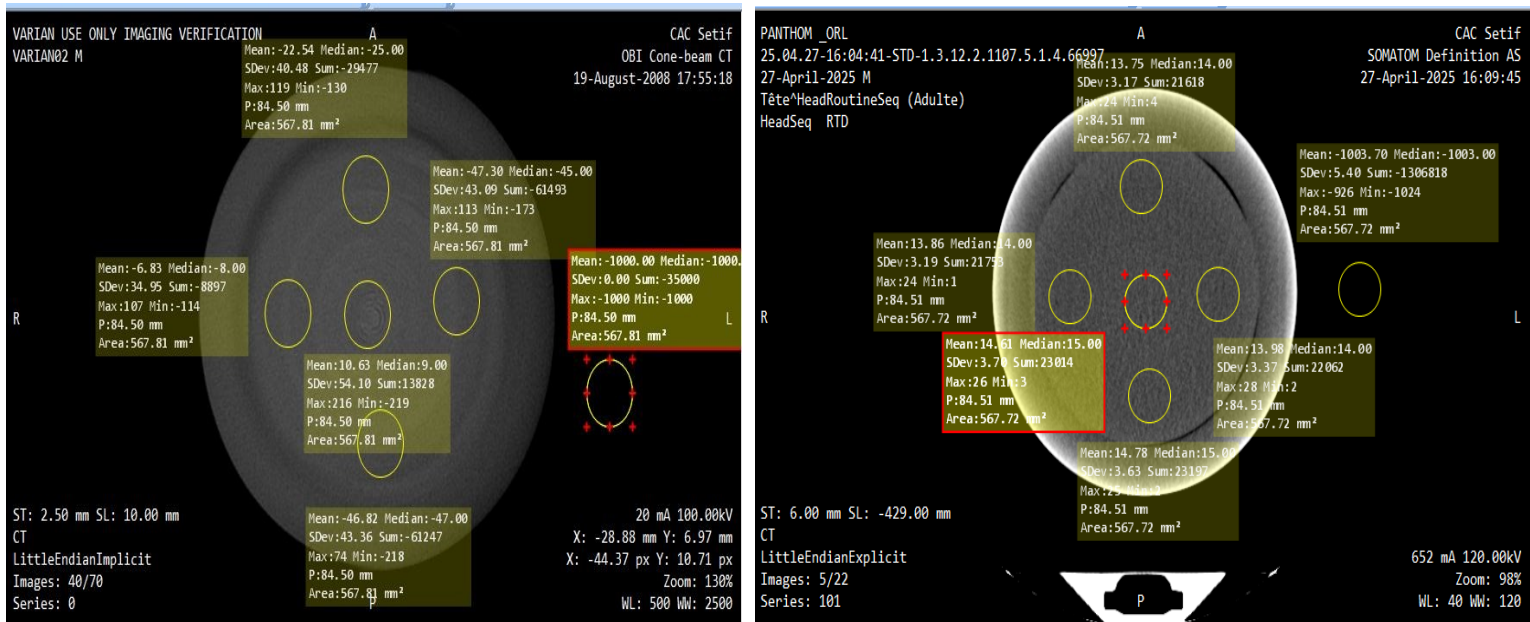 VARIAN USE ONLY IMAGING VERIFICATION
VARIAN02 M
A
CAC Setif
OBI Cone-beam CT
19-August-2008 17:55:18
Mean:-22.54 Median:-25.00
SDev:40.48 Sum:-29477
Max:119 Min:-130
P:84.50 mm
Area:567.81 mm²
Mean:-47.30 Median:-45.00
SDev:43.09 Sum:-61493
Max:113 Min:-173
P:84.50 mm
Area:567.81 mm²
Mean:-6.83 Median:-8.00
SDev:34.95 Sum:-8897
Max:107 Min:-114
P:84.50 mm
Area:567.81 mm²
Mean:-1000.00 Median:-1000.
SDev:0.00 Sum:-35000
Max:-1000 Min:-1000
P:84.50 mm
Area:567.81 mm²
R
L
Mean:10.63 Median:9.00
SDev:54.10 Sum:13828
Max:216 Min:-219
P:84.50 mm
Area:567.81 mm²
Mean:-46.82 Median:-47.00
SDev:43.36 Sum:-61247
Max:74 Min:-218
P:84.50 mm
Area:567.81 mm²
P
ST: 2.50 mm SL: 10.00 mm
CT
LittleEndianImplicit
Images: 40/70
Series: 0
20 mA 100.00kV
X: -28.88 mm Y: 6.97 mm
X: -44.37 px Y: 10.71 px
Zoom: 130%
WL: 500 WW: 2500
PANTHOM _ORL
25.04.27-16:04:41-STD-1.3.12.2.1107.5.1.4.66997
27-April-2025 M
Tête^HeadRoutineSeq (Adulte)
HeadSeq RTD
A
CAC Setif
SOMATOM Definition AS
27-April-2025 16:09:45
Mean:13.75 Median:14.00
SDev:3.17 Sum:21618
Max:24 Min:4
P:84.51 mm
Area:567.72 mm²
Mean:-1003.70 Median:-1003.00
SDev:5.40 Sum:-1306818
Max:-926 Min:-1024
P:84.51 mm
Area:567.72 mm²
Mean:13.86 Median:14.00
SDev:3.19 Sum:21753
Max:24 Min:1
P:84.51 mm
Area:567.72 mm²
R
L
Mean:14.61 Median:15.00
SDev:3.70 Sum:23014
Max:26 Min:3
P:84.51 mm
Area:567.72 mm²
Mean:13.98 Median:14.00
SDev:3.37 Sum:22062
Max:28 Min:2
P:84.51 mm
Area:567.72 mm²
Mean:14.78 Median:15.00
SDev:3.63 Sum:23197
P:84.51 mm
Area:567.72 mm²
ST: 6.00 mm SL: -429.00 mm
CT
LittleEndianExplicit
Images: 5/22
Series: 101
P
652 mA 120.00kV
Zoom: 98%
WL: 40 WW: 120